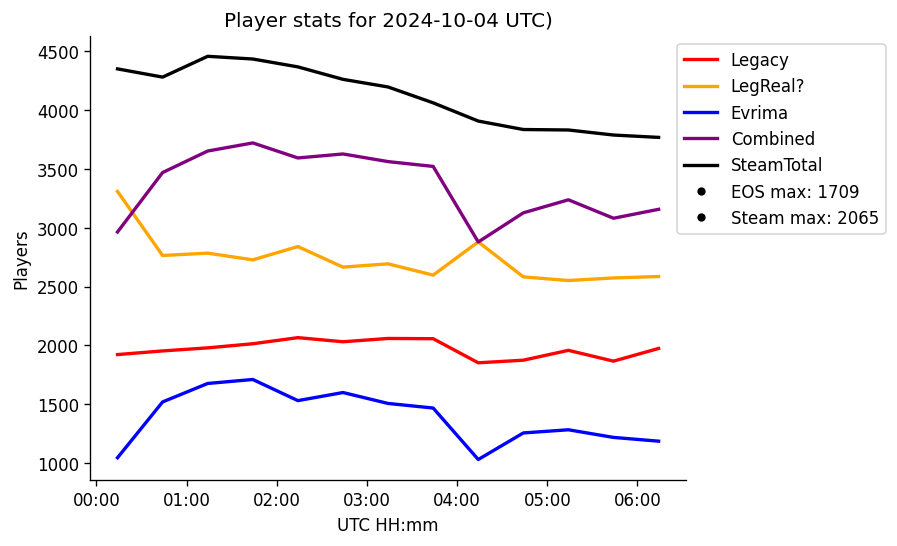 Player stats for 2024-10-04 UTC)
Players
4500
4000
3500
3000
2500
2000
1500
1000
00:00 01:00 02:00 03:00 04:00 05:00 06:00
UTC HH:mm
Legacy
LegReal?
Evrima
Combined
SteamTotal
EOS max: 1709
Steam max: 2065